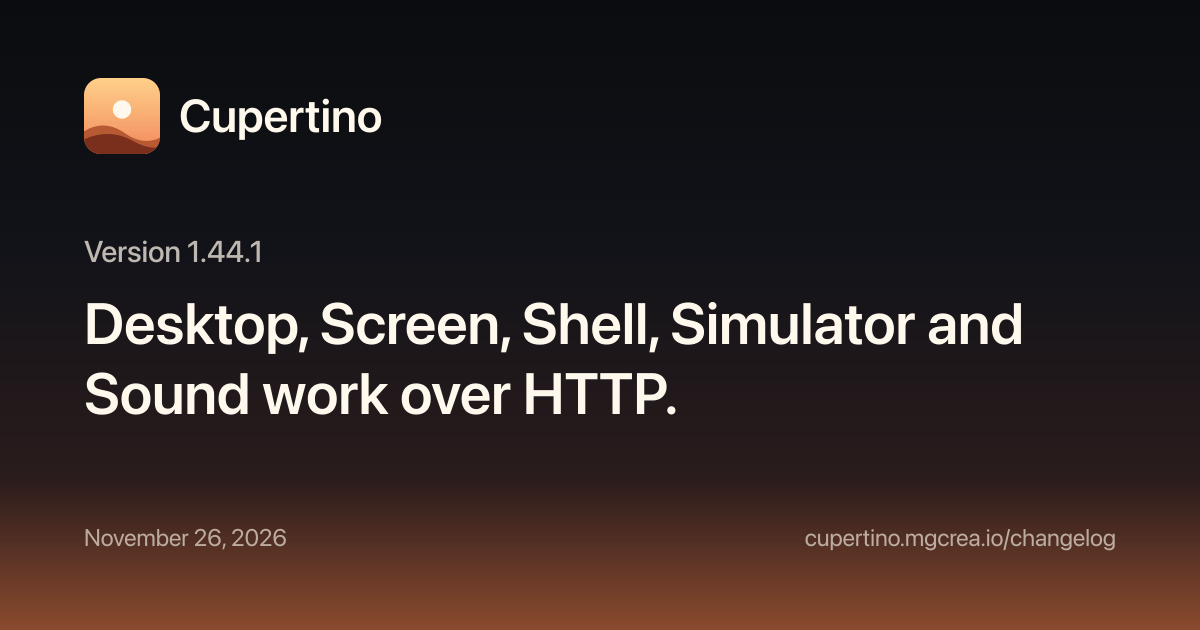 Cupertino
Version 1.44.1
Desktop, Screen, Shell, Simulator and
Sound work over HTTP.
November 26, 2026
cupertino.mgcrea.io/changelog